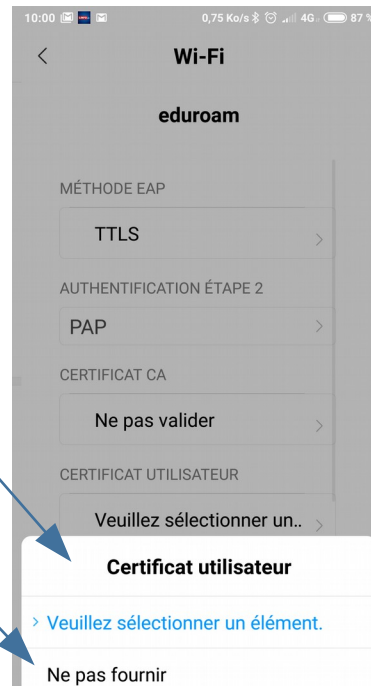 10:00 0,75 Ko/s 4G 87 %
Wi-Fi
eduroam
MÉTHODE EAP
TTLS
AUTHENTIFICATION ÉTAPE 2
PAP
CERTIFICAT CA
Ne pas valider
CERTIFICAT UTILISATEUR
Veuillez sélectionner un..
Certificat utilisateur
Veuillez sélectionner un élément.
Ne pas fournir